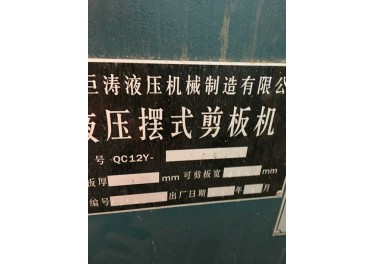 巨涛液压机械制造有限公
液压摆式剪板机
号 QC12Y-
板厚 mm 可剪板宽 mm
编号 出厂日期 年 月